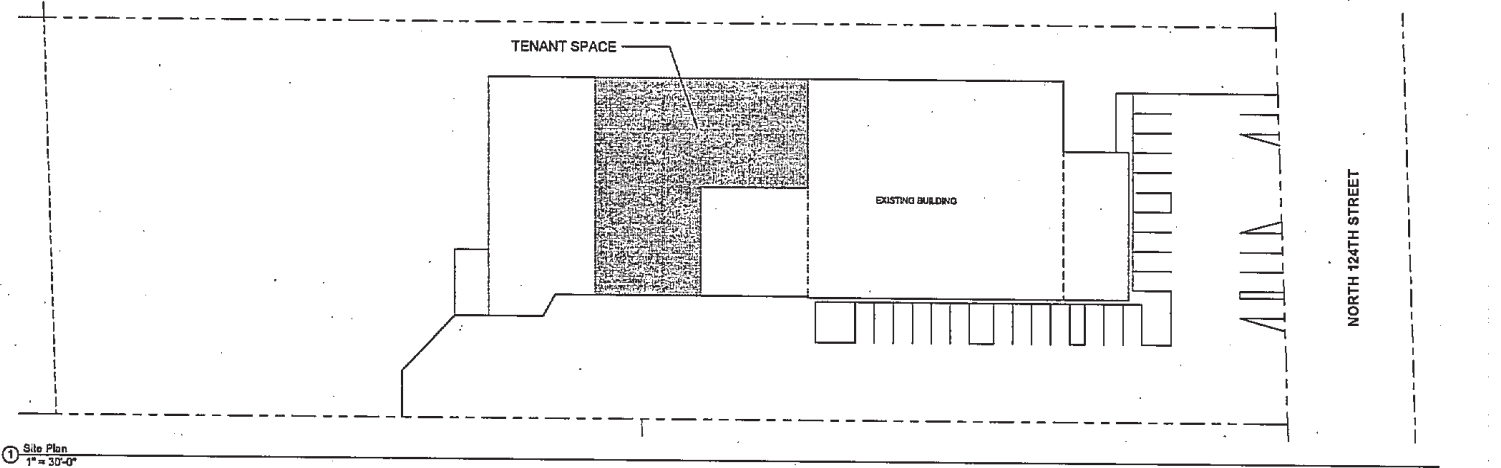 TENANT SPACE
EXISTING BUILDING
NORTH 124TH STREET
1 Site Plan
1" = 30'-0"